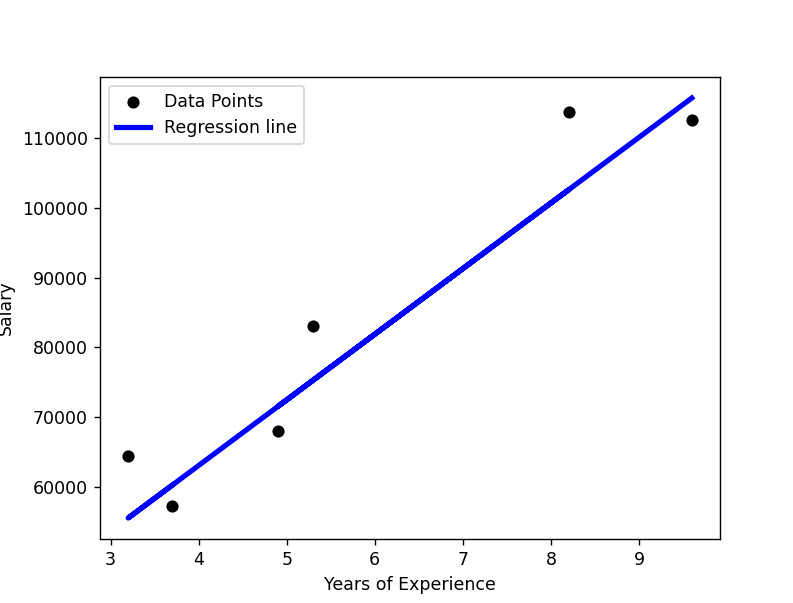 Data Points
Regression line
110000
100000
90000
80000
70000
60000
Salary
3 4 5 6 7 8 9
Years of Experience